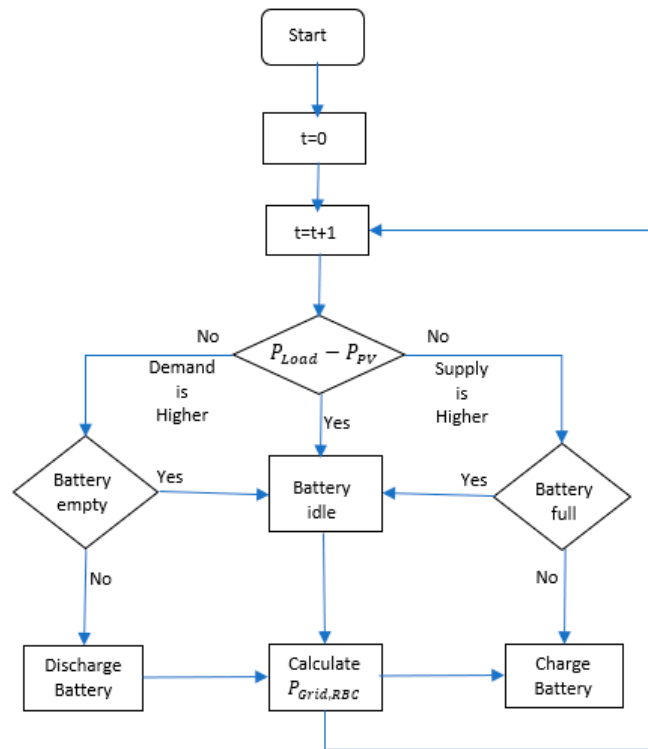 Start
t=0
t=t+1
No
No
P_Load − P_PV
Demand
is
Higher
Supply
is
Higher
Yes
Battery
empty
Yes
Battery
idle
Yes
Battery
full
No
No
Discharge
Battery
Calculate
P_Grid,RBC
Charge
Battery